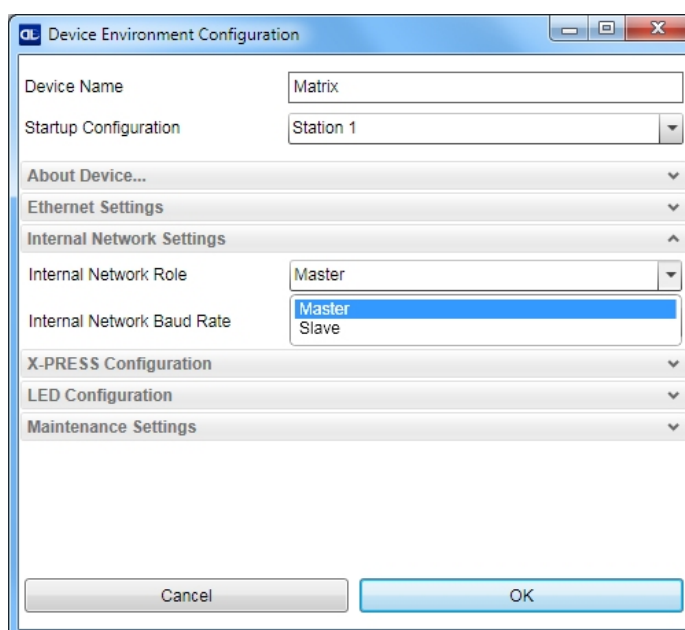 DL Device Environment Configuration
Device Name Matrix
Startup Configuration Station 1
About Device...
Ethernet Settings
Internal Network Settings
Internal Network Role Master
Master
Internal Network Baud Rate
Slave
X-PRESS Configuration
LED Configuration
Maintenance Settings
Cancel OK